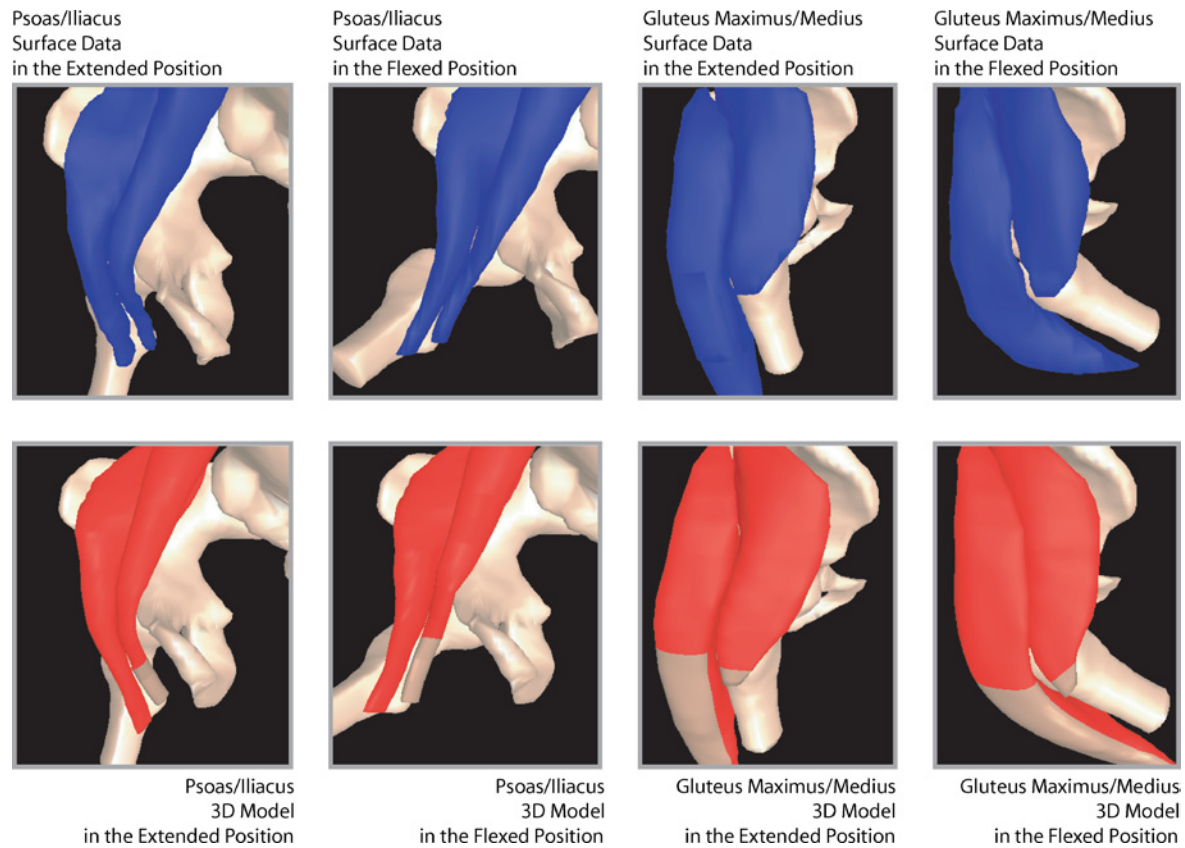 Psoas/Iliacus
Surface Data
in the Extended Position
Psoas/Iliacus
Surface Data
in the Flexed Position
Gluteus Maximus/Medius
Surface Data
in the Extended Position
Gluteus Maximus/Medius
Surface Data
in the Flexed Position
Psoas/Iliacus
3D Model
in the Extended Position
Psoas/Iliacus
3D Model
in the Flexed Position
Gluteus Maximus/Medius
3D Model
in the Extended Position
Gluteus Maximus/Medius
3D Model
in the Flexed Position